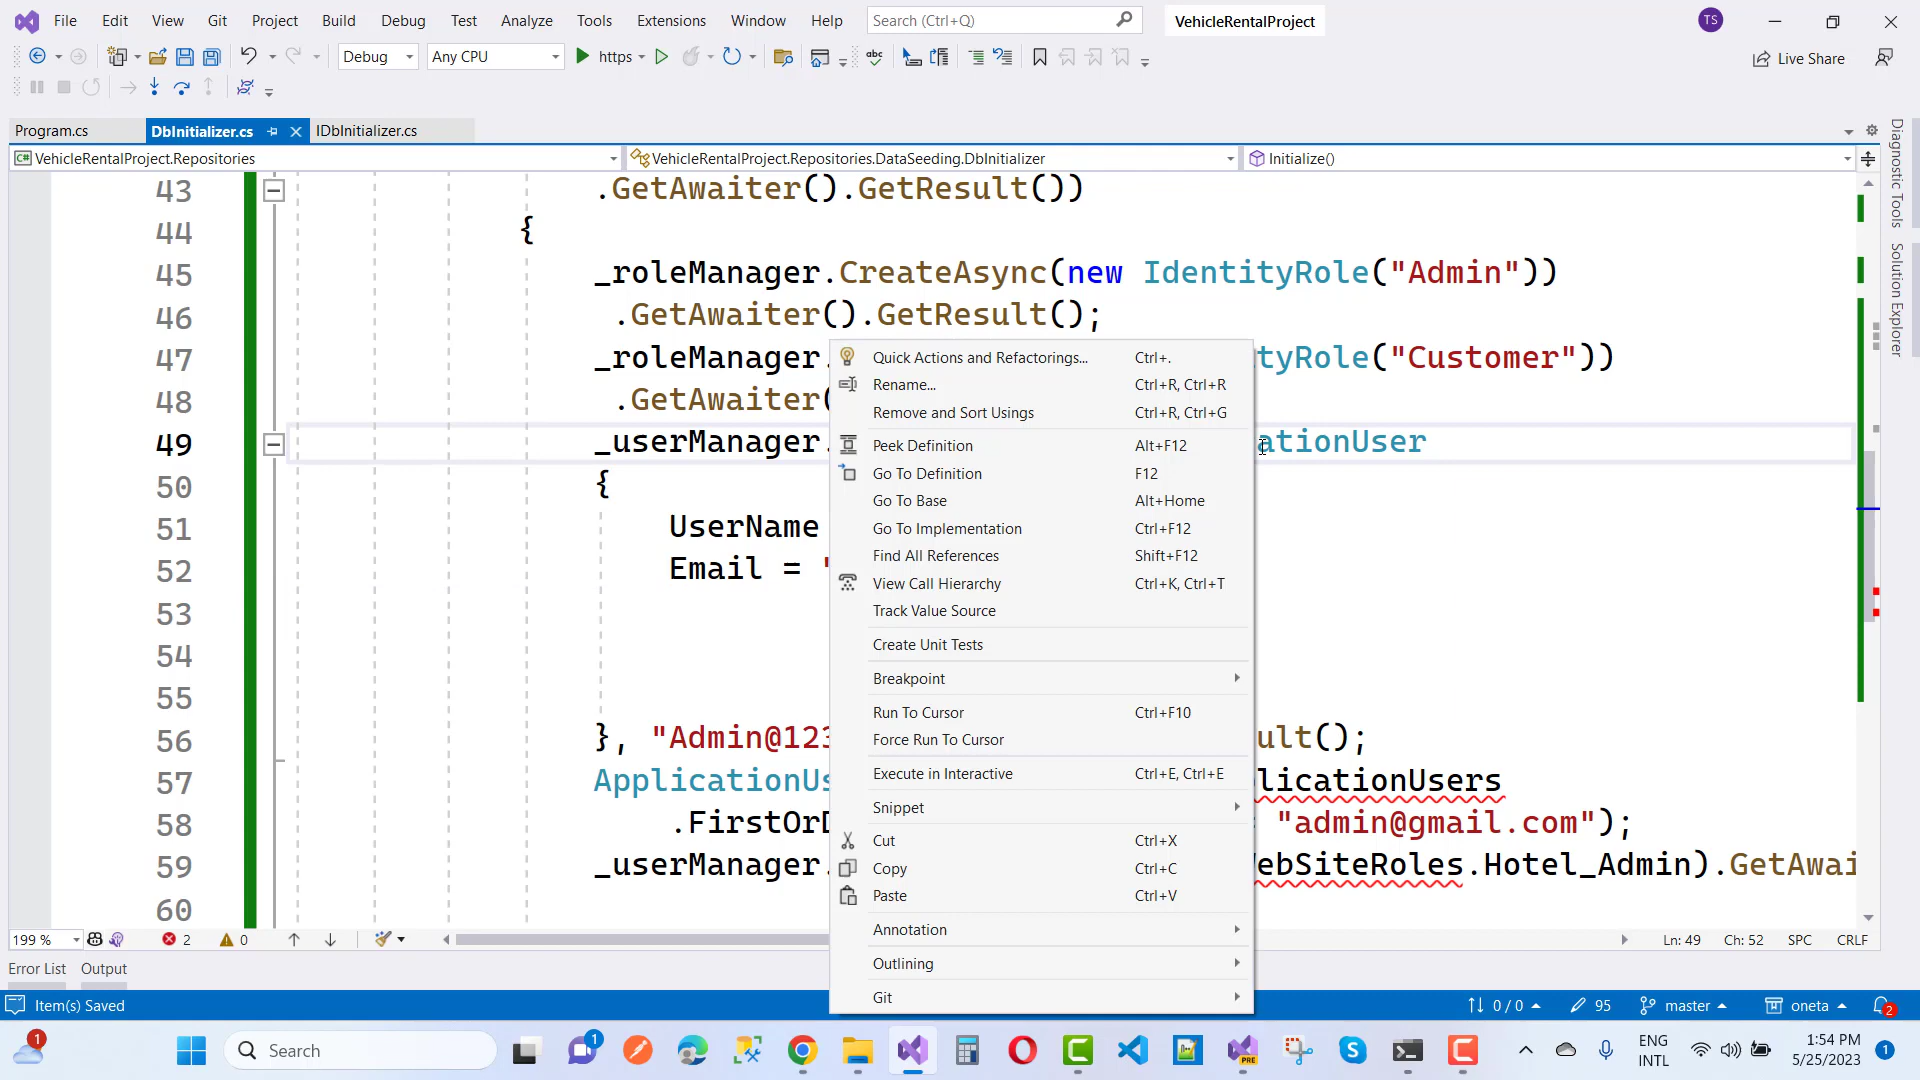 File Edit View Git Project Build Debug Test Analyze Tools Extensions Window Help Search (Ctrl+Q) VehicleRentalProject TS
Debug Any CPU https Live Share
Program.cs DbInitializer.cs IDbInitializer.cs
C# VehicleRentalProject.Repositories VehicleRentalProject.Repositories.DataSeeding.DbInitializer Initialize()
43 .GetAwaiter().GetResult())
44 {
45 _roleManager.CreateAsync(new IdentityRole("Admin"))
46 .GetAwaiter().GetResult();
47 _roleManager. tityRole("Customer"))
48 .GetAwaiter(
49 _userManager. ationUser
50 {
51 UserName
52 Email = "
53
54
55
56 }, "Admin@123 ult();
57 ApplicationUs licationUsers
58 .FirstOrD "admin@gmail.com");
59 _userManager. ebSiteRoles.Hotel_Admin).GetAwai
60
Quick Actions and Refactorings... Ctrl+.
Rename... Ctrl+R, Ctrl+R
Remove and Sort Usings Ctrl+R, Ctrl+G
Peek Definition Alt+F12
Go To Definition F12
Go To Base Alt+Home
Go To Implementation Ctrl+F12
Find All References Shift+F12
View Call Hierarchy Ctrl+K, Ctrl+T
Track Value Source
Create Unit Tests
Breakpoint
Run To Cursor Ctrl+F10
Force Run To Cursor
Execute in Interactive Ctrl+E, Ctrl+E
Snippet
Cut Ctrl+X
Copy Ctrl+C
Paste Ctrl+V
Annotation
Outlining
Git
Diagnostic Tools
Solution Explorer
199 % 2 0 Ln: 49 Ch: 52 SPC CRLF
Error List Output
Item(s) Saved 0 / 0 95 master oneta 2
1 Search 1 PRE ENG INTL 1:54 PM 5/25/2023 1